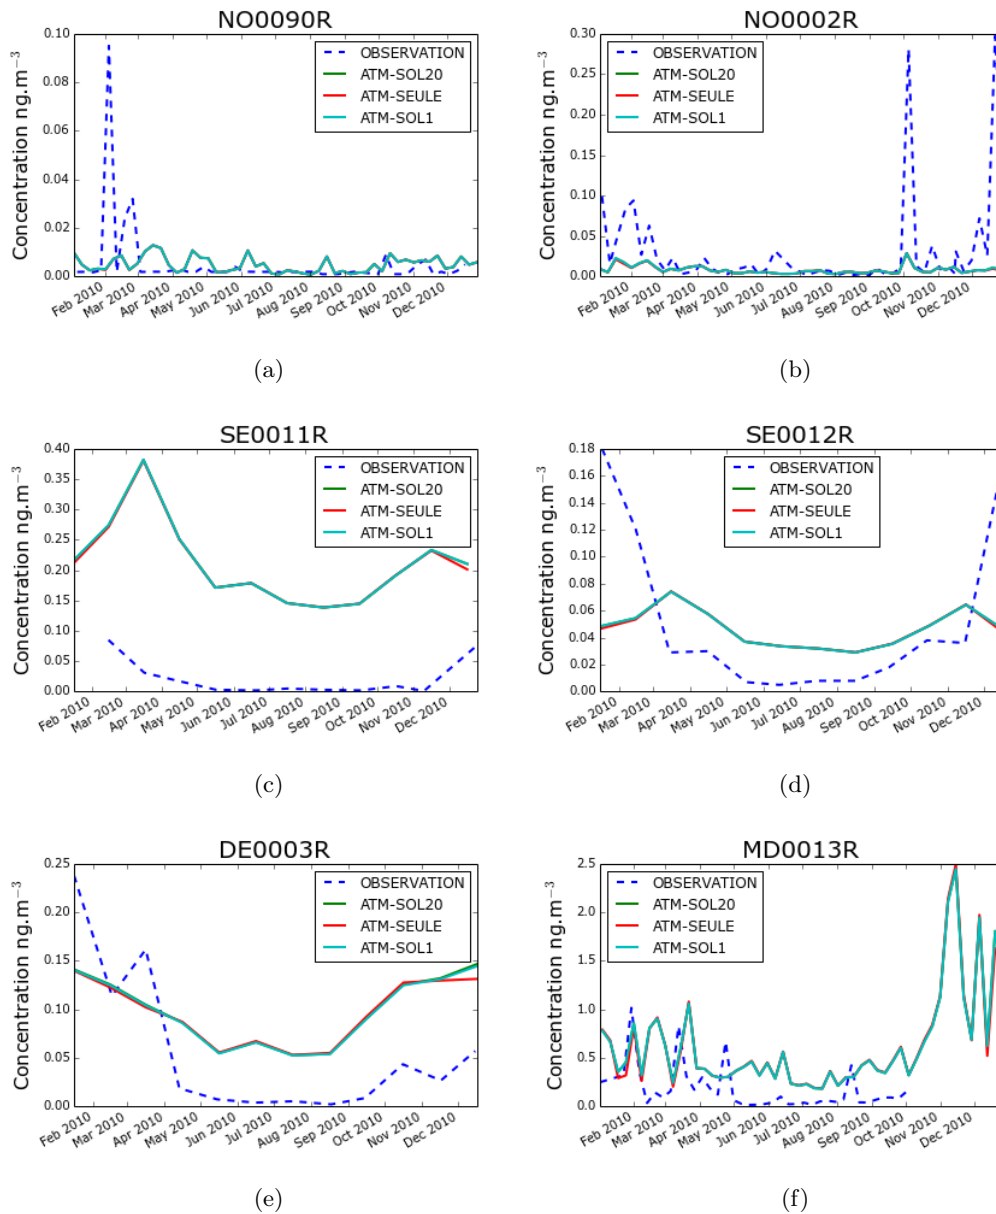 NO0090R
Concentration ng.m⁻³
0.10
0.08
0.06
0.04
0.02
0.00
OBSERVATION
ATM-SOL20
ATM-SEULE
ATM-SOL1
Feb 2010
Mar 2010
Apr 2010
May 2010
Jun 2010
Jul 2010
Aug 2010
Sep 2010
Oct 2010
Nov 2010
Dec 2010
(a)
NO0002R
Concentration ng.m⁻³
0.30
0.25
0.20
0.15
0.10
0.05
0.00
OBSERVATION
ATM-SOL20
ATM-SEULE
ATM-SOL1
Feb 2010
Mar 2010
Apr 2010
May 2010
Jun 2010
Jul 2010
Aug 2010
Sep 2010
Oct 2010
Nov 2010
Dec 2010
(b)
SE0011R
Concentration ng.m⁻³
0.40
0.35
0.30
0.25
0.20
0.15
0.10
0.05
0.00
OBSERVATION
ATM-SOL20
ATM-SEULE
ATM-SOL1
Feb 2010
Mar 2010
Apr 2010
May 2010
Jun 2010
Jul 2010
Aug 2010
Sep 2010
Oct 2010
Nov 2010
Dec 2010
(c)
SE0012R
Concentration ng.m⁻³
0.18
0.16
0.14
0.12
0.10
0.08
0.06
0.04
0.02
0.00
OBSERVATION
ATM-SOL20
ATM-SEULE
ATM-SOL1
Feb 2010
Mar 2010
Apr 2010
May 2010
Jun 2010
Jul 2010
Aug 2010
Sep 2010
Oct 2010
Nov 2010
Dec 2010
(d)
DE0003R
Concentration ng.m⁻³
0.25
0.20
0.15
0.10
0.05
0.00
OBSERVATION
ATM-SOL20
ATM-SEULE
ATM-SOL1
Feb 2010
Mar 2010
Apr 2010
May 2010
Jun 2010
Jul 2010
Aug 2010
Sep 2010
Oct 2010
Nov 2010
Dec 2010
(e)
MD0013R
Concentration ng.m⁻³
2.5
2.0
1.5
1.0
0.5
0.0
OBSERVATION
ATM-SOL20
ATM-SEULE
ATM-SOL1
Feb 2010
Mar 2010
Apr 2010
May 2010
Jun 2010
Jul 2010
Aug 2010
Sep 2010
Oct 2010
Nov 2010
Dec 2010
(f)